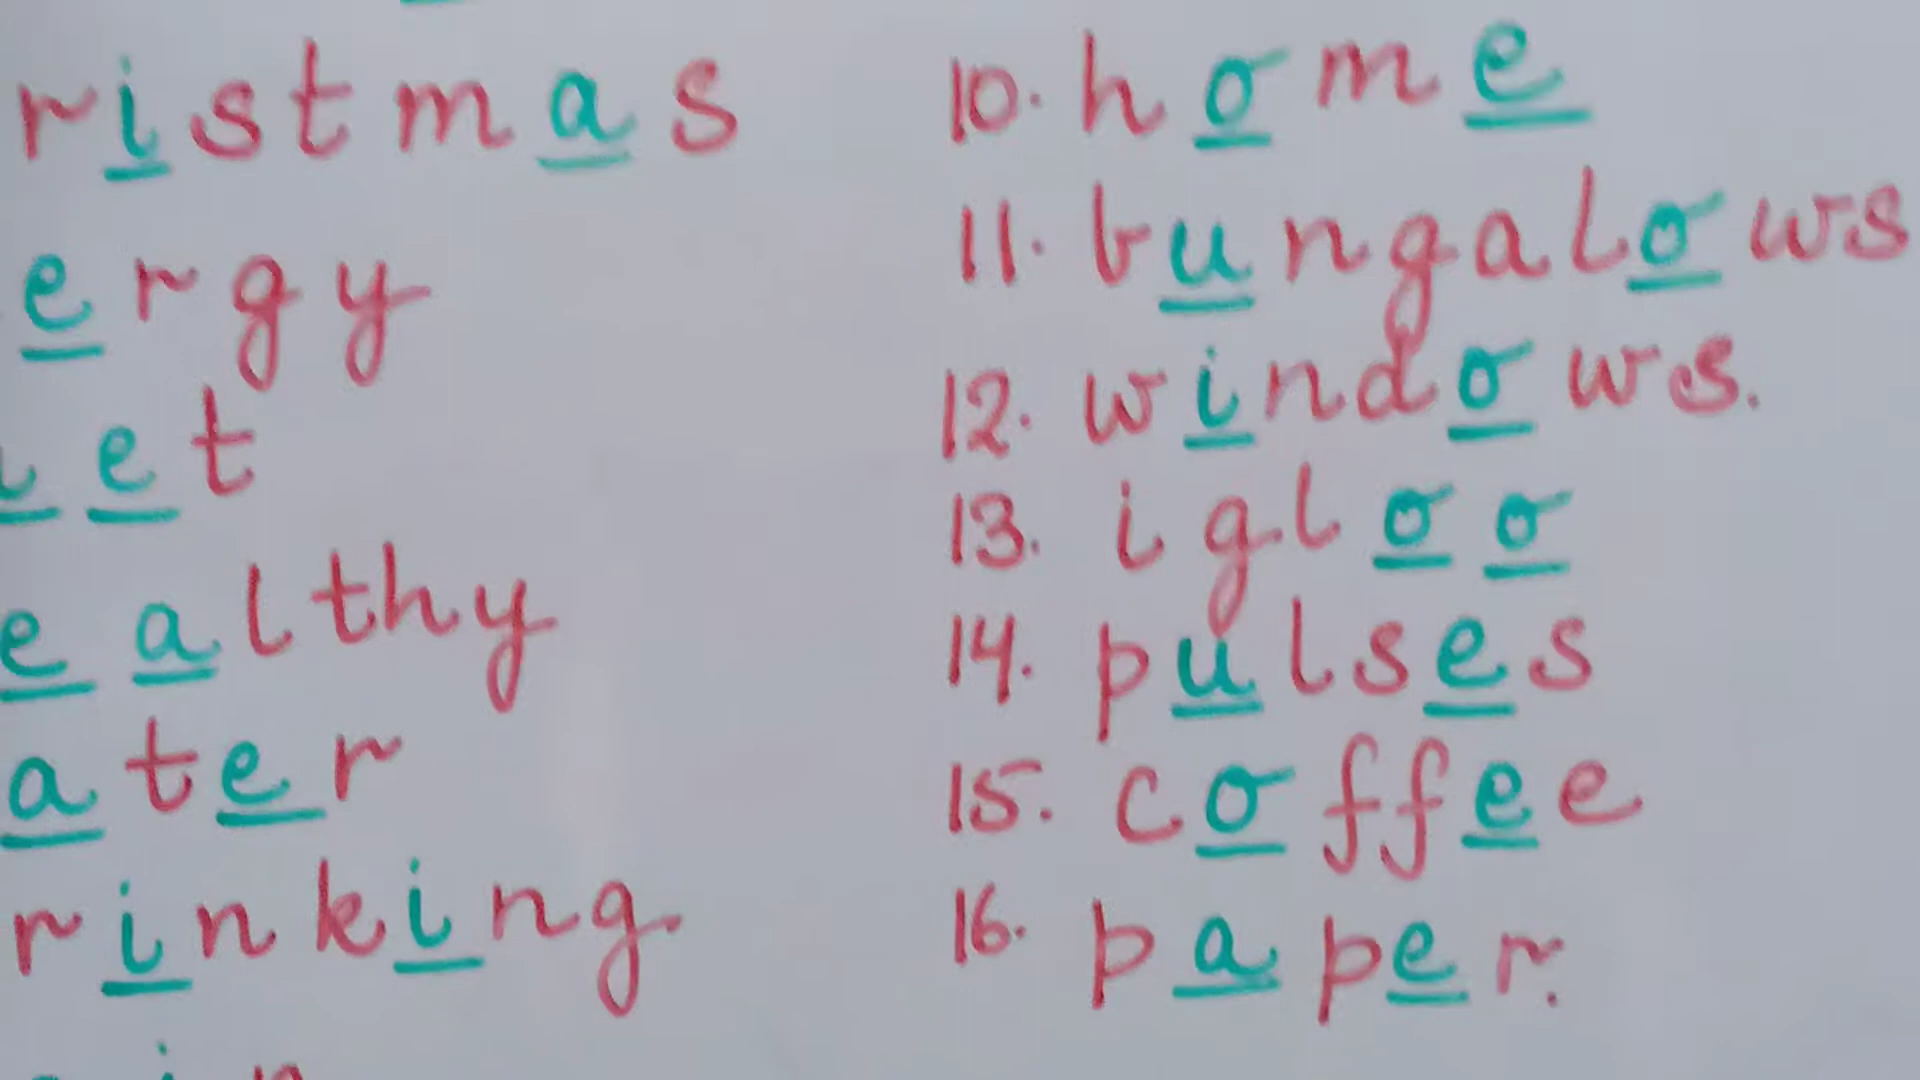 ristmas
ergy
et
ealthy
ater
rinking
10. home
11. bungalows
12. windows.
13. igloo
14. pulses
15. coffee
16. paper.